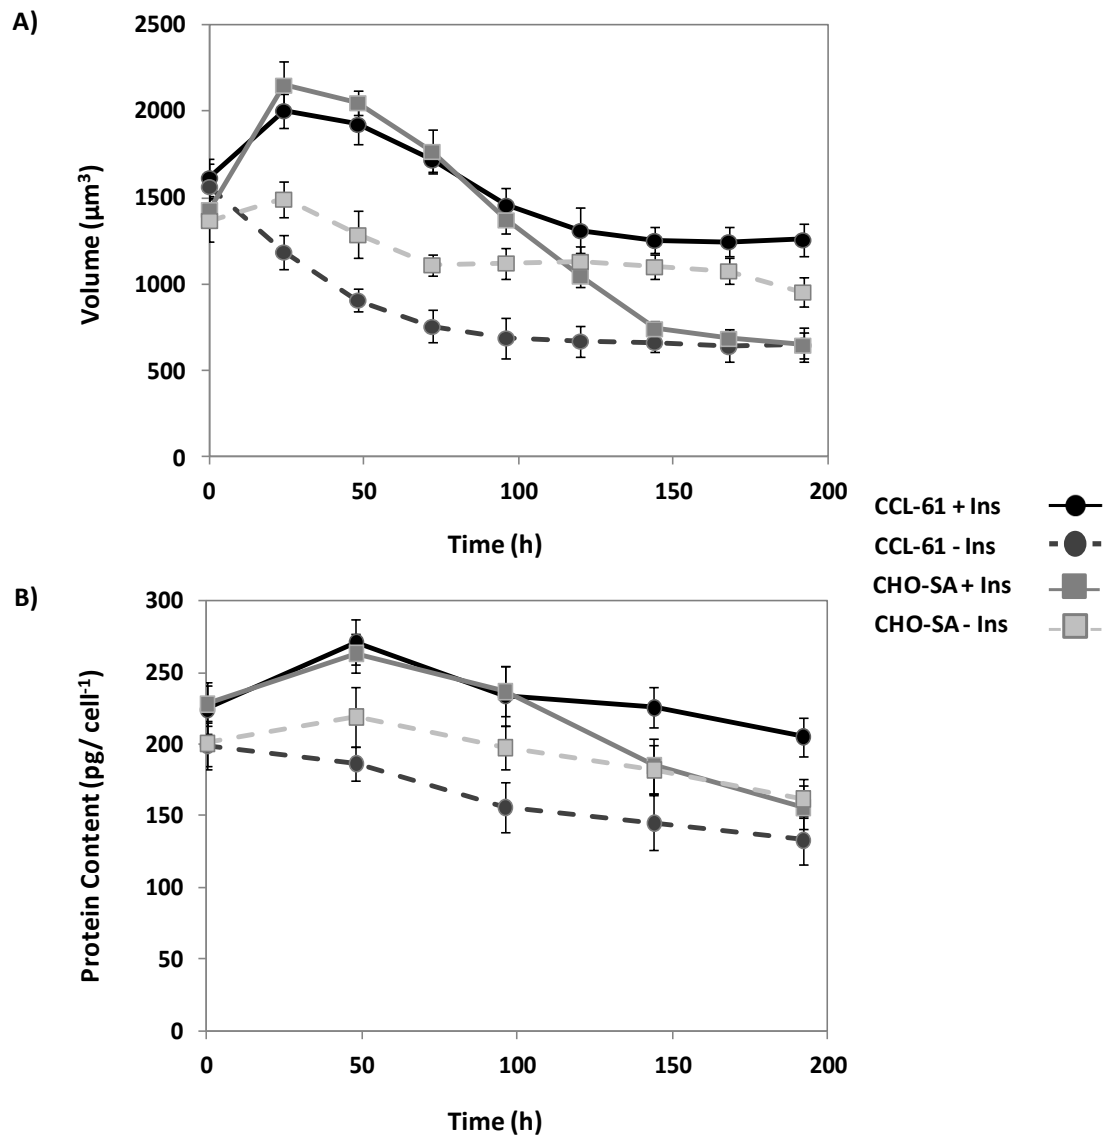 A)
2500
2000
1500
1000
500
0
Volume (µm³)
0 50 100 150 200
Time (h)
CCL-61 + Ins
CCL-61 - Ins
CHO-SA + Ins
CHO-SA - Ins
B)
300
250
200
150
100
50
0
Protein Content (pg/ cell⁻¹)
0 50 100 150 200
Time (h)